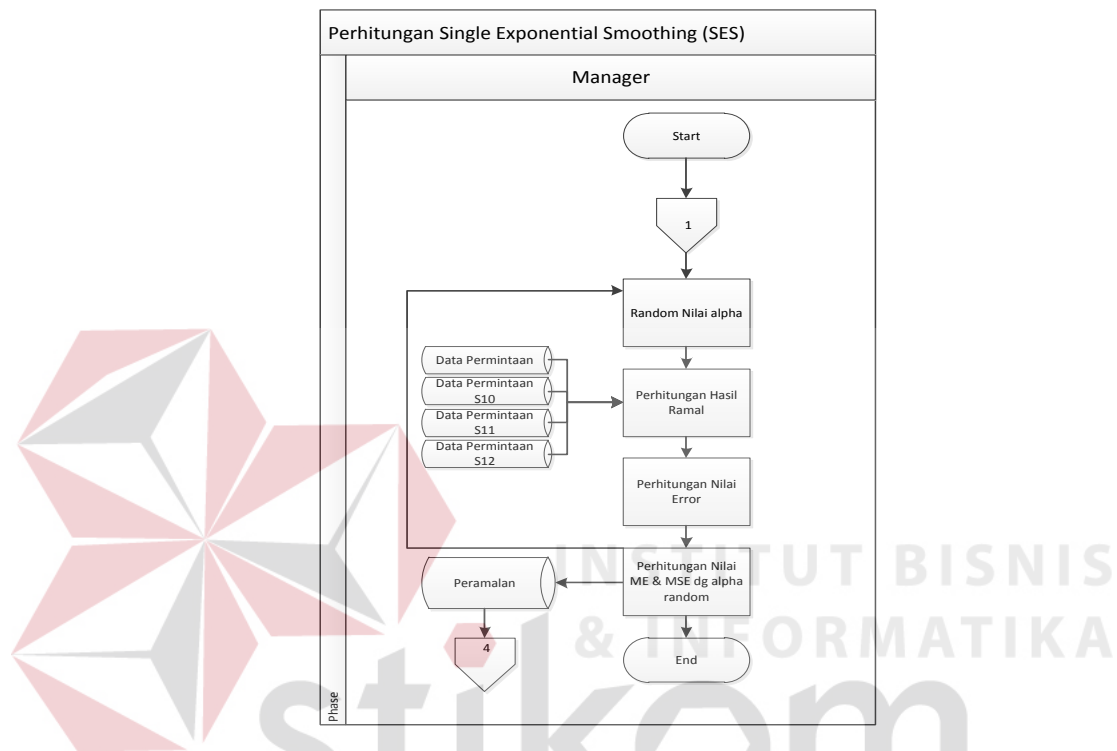 Perhitungan Single Exponential Smoothing (SES)
Manager
Start
1
Random Nilai alpha
Data Permintaan
Data Permintaan
S10
Data Permintaan
S11
Data Permintaan
S12
Perhitungan Hasil
Ramal
Perhitungan Nilai
Error
Perhitungan Nilai
ME & MSE dg alpha
random
Peramalan
4
End
Phase
INSTITUT BISNIS
& INFORMATIKA
stikom